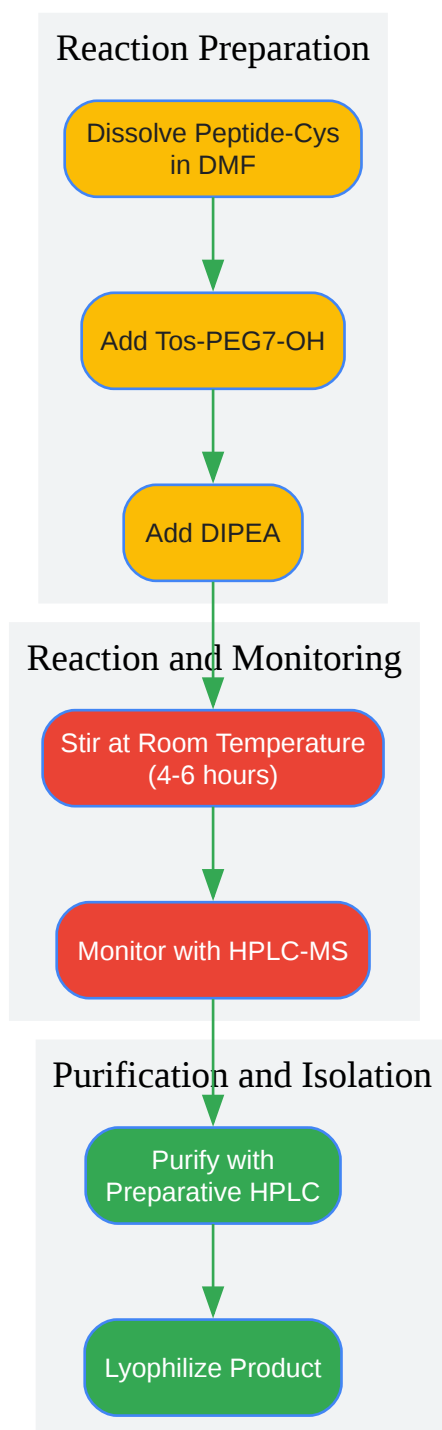 Reaction Preparation
Dissolve Peptide-Cys
in DMF
Add Tos-PEG7-OH
Add DIPEA
Reaction and Monitoring
Stir at Room Temperature
(4-6 hours)
Monitor with HPLC-MS
Purification and Isolation
Purify with
Preparative HPLC
Lyophilize Product